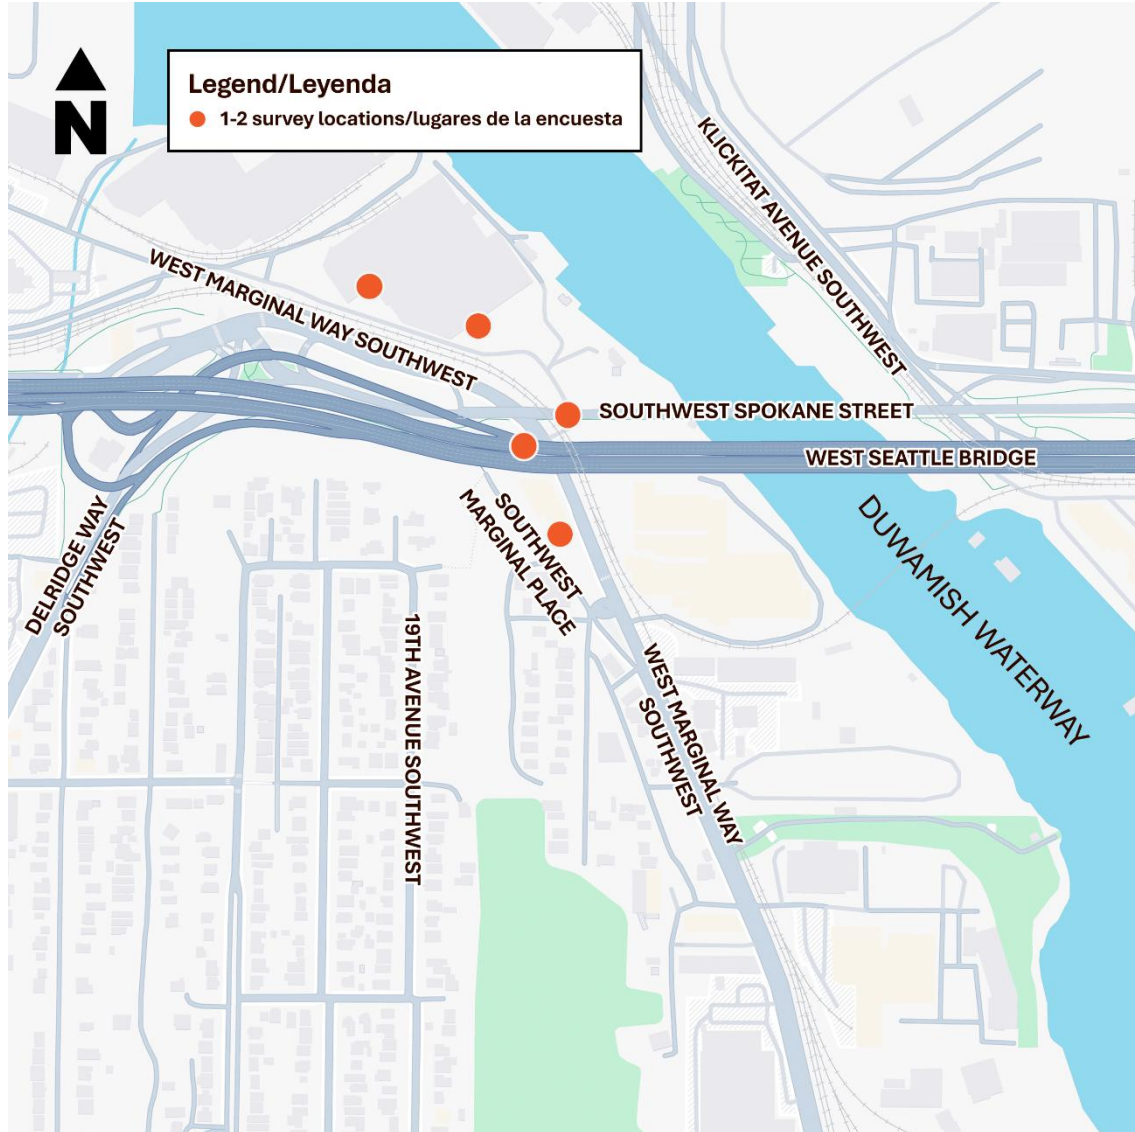 N
Legend/Leyenda
1-2 survey locations/lugares de la encuesta
KLICKITAT AVENUE SOUTHWEST
WEST MARGINAL WAY SOUTHWEST
SOUTHWEST SPOKANE STREET
WEST SEATTLE BRIDGE
DELRIDGE WAY
SOUTHWEST
SOUTHWEST
MARGINAL PLACE
DUWAMISH WATERWAY
19TH AVENUE SOUTHWEST
WEST MARGINAL WAY
SOUTHWEST